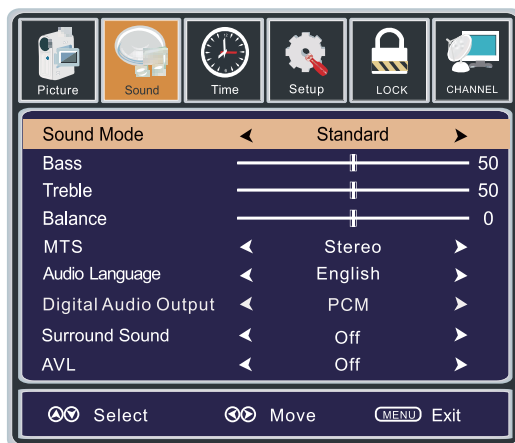 Picture Sound Time Setup LOCK CHANNEL
Sound Mode Standard
Bass 50
Treble 50
Balance 0
MTS Stereo
Audio Language English
Digital Audio Output PCM
Surround Sound Off
AVL Off
Select Move MENU Exit